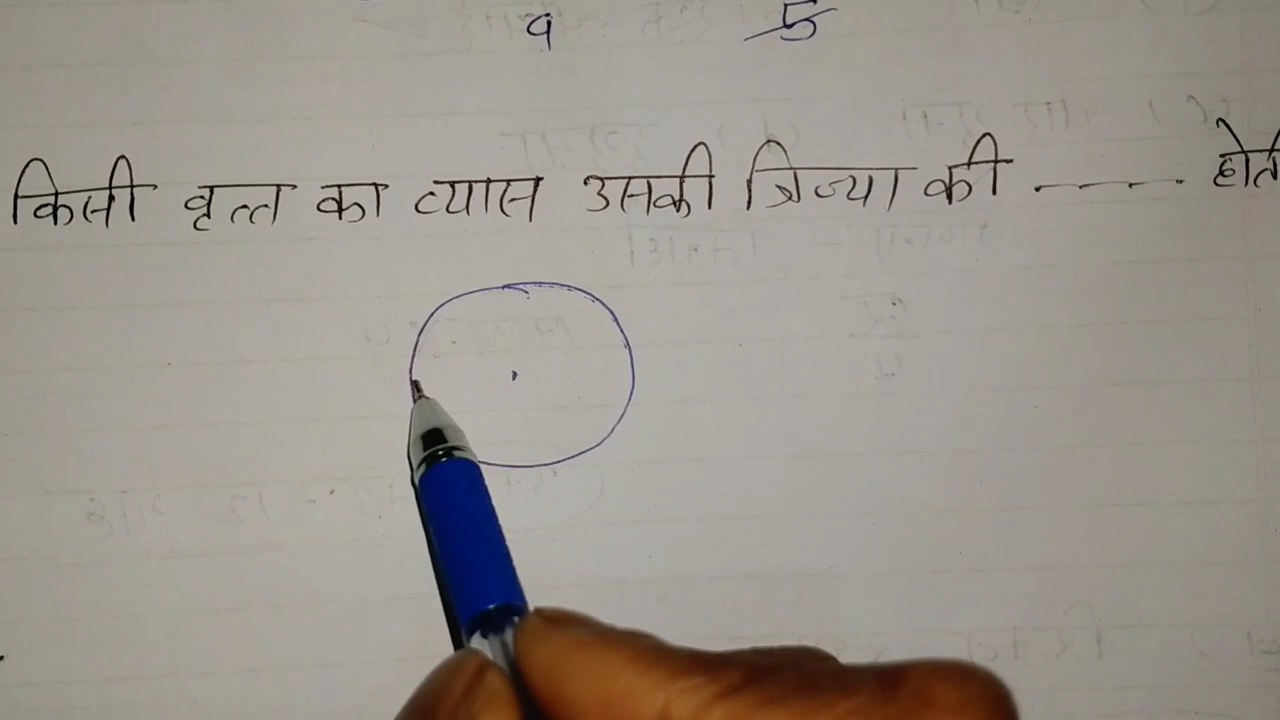 9 5
किसी वृत्त का व्यास उसकी त्रिज्या की ------ होती